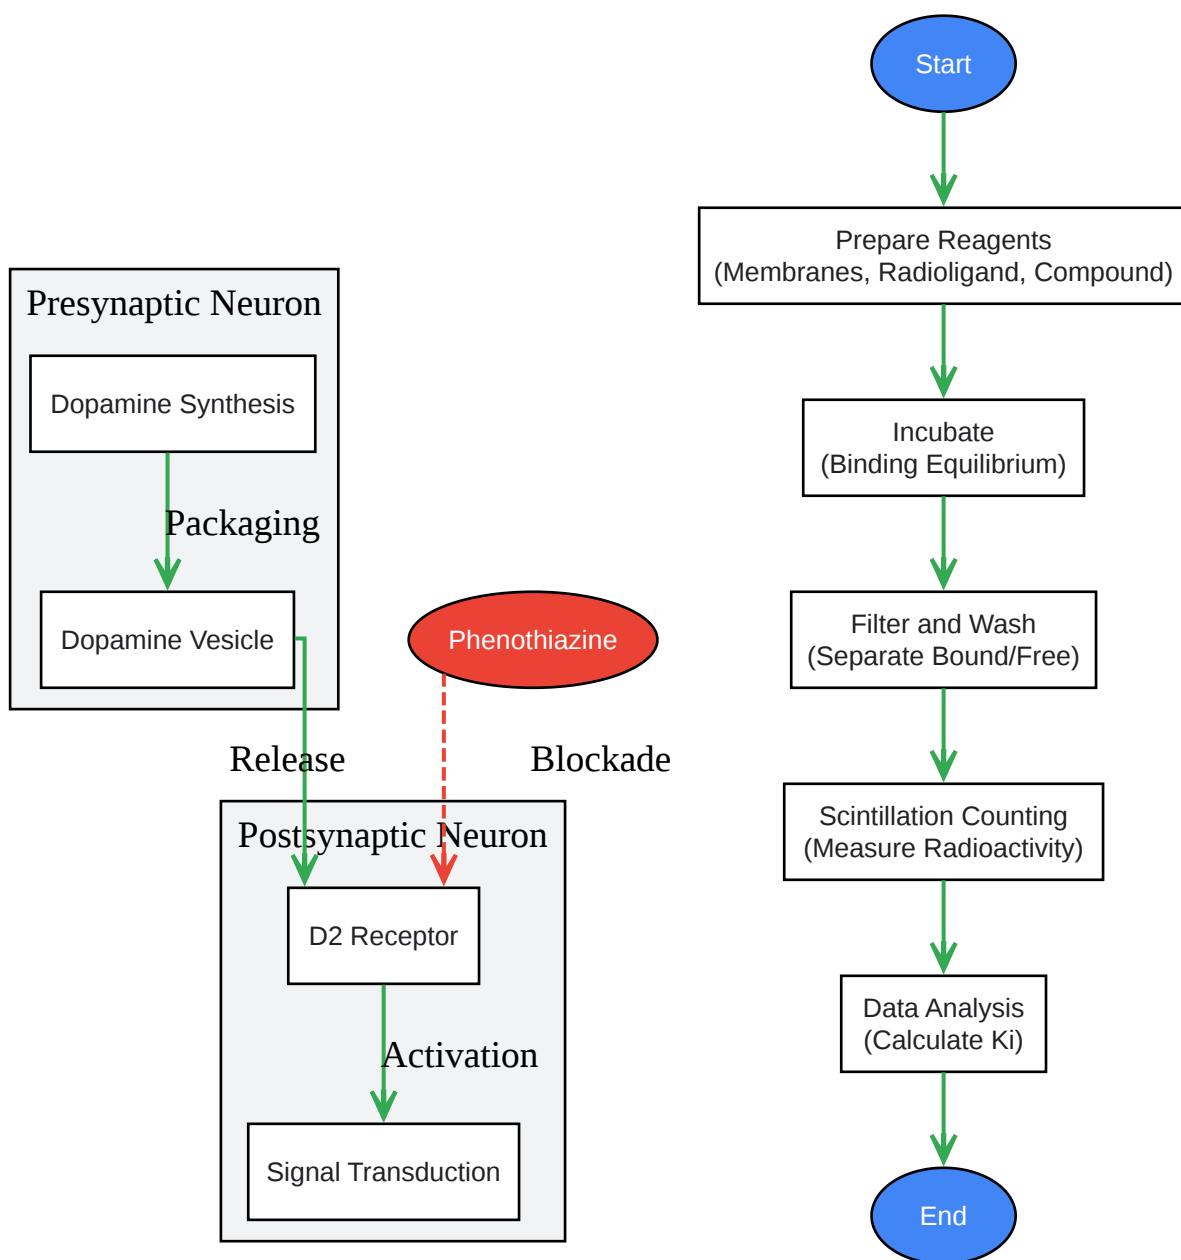 Presynaptic Neuron
Dopamine Synthesis
Packaging
Dopamine Vesicle
Phenothiazine
Release
Blockade
Postsynaptic Neuron
D2 Receptor
Activation
Signal Transduction
Start
Prepare Reagents
(Membranes, Radioligand, Compound)
Incubate
(Binding Equilibrium)
Filter and Wash
(Separate Bound/Free)
Scintillation Counting
(Measure Radioactivity)
Data Analysis
(Calculate Ki)
End